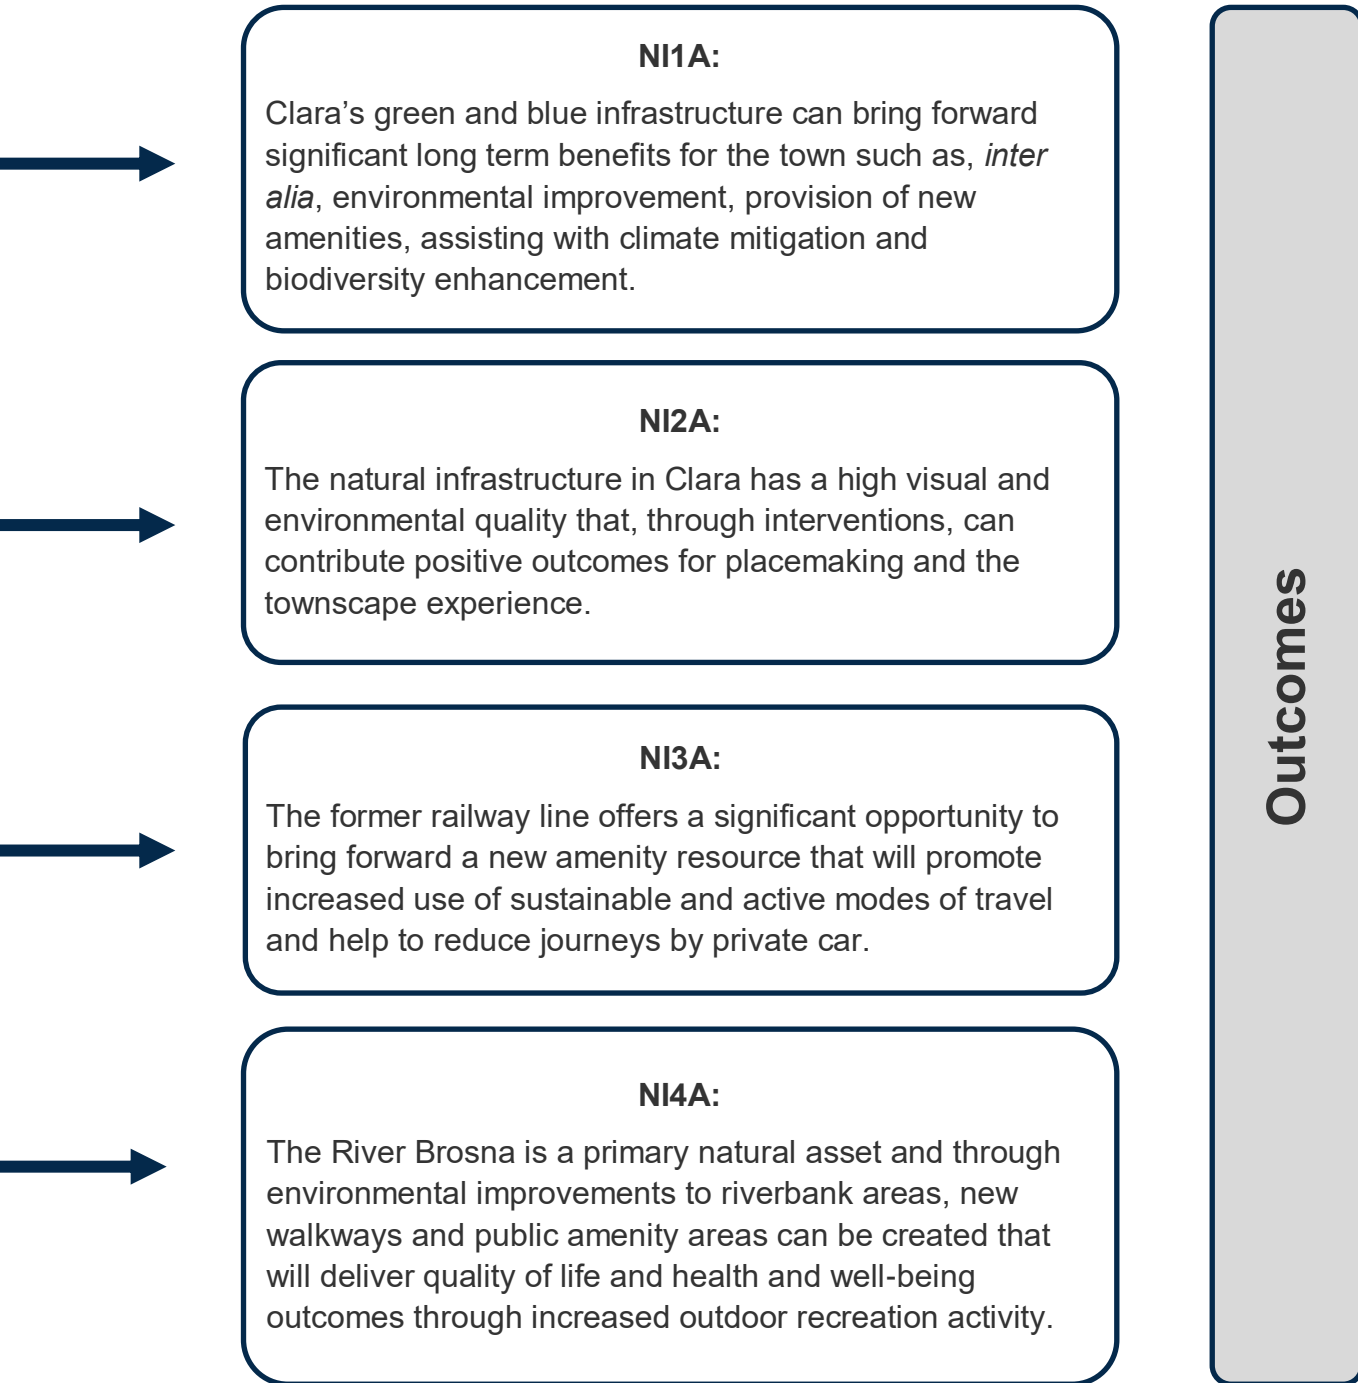 NI1A:
Clara’s green and blue infrastructure can bring forward
significant long term benefits for the town such as, inter
alia, environmental improvement, provision of new
amenities, assisting with climate mitigation and
biodiversity enhancement.
NI2A:
The natural infrastructure in Clara has a high visual and
environmental quality that, through interventions, can
contribute positive outcomes for placemaking and the
townscape experience.
NI3A:
The former railway line offers a significant opportunity to
bring forward a new amenity resource that will promote
increased use of sustainable and active modes of travel
and help to reduce journeys by private car.
NI4A:
The River Brosna is a primary natural asset and through
environmental improvements to riverbank areas, new
walkways and public amenity areas can be created that
will deliver quality of life and health and well-being
outcomes through increased outdoor recreation activity.
Outcomes